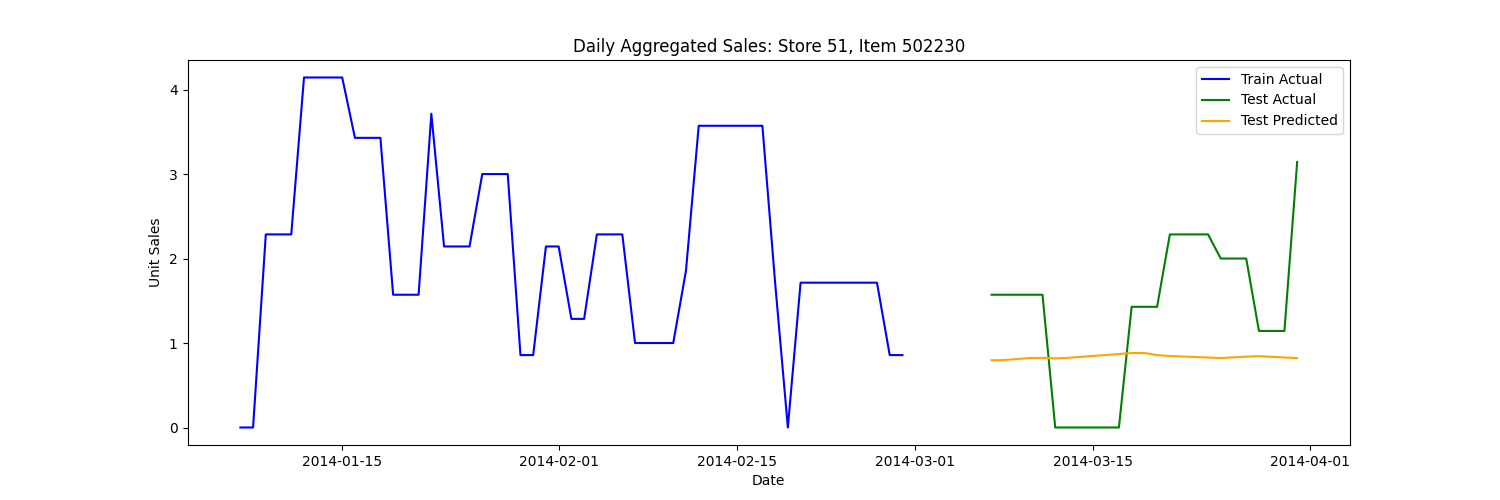 Daily Aggregated Sales: Store 51, Item 502230
Train Actual
Test Actual
Test Predicted
4
3
2
1
0
Unit Sales
2014-01-15
2014-02-01
2014-02-15
2014-03-01
2014-03-15
2014-04-01
Date